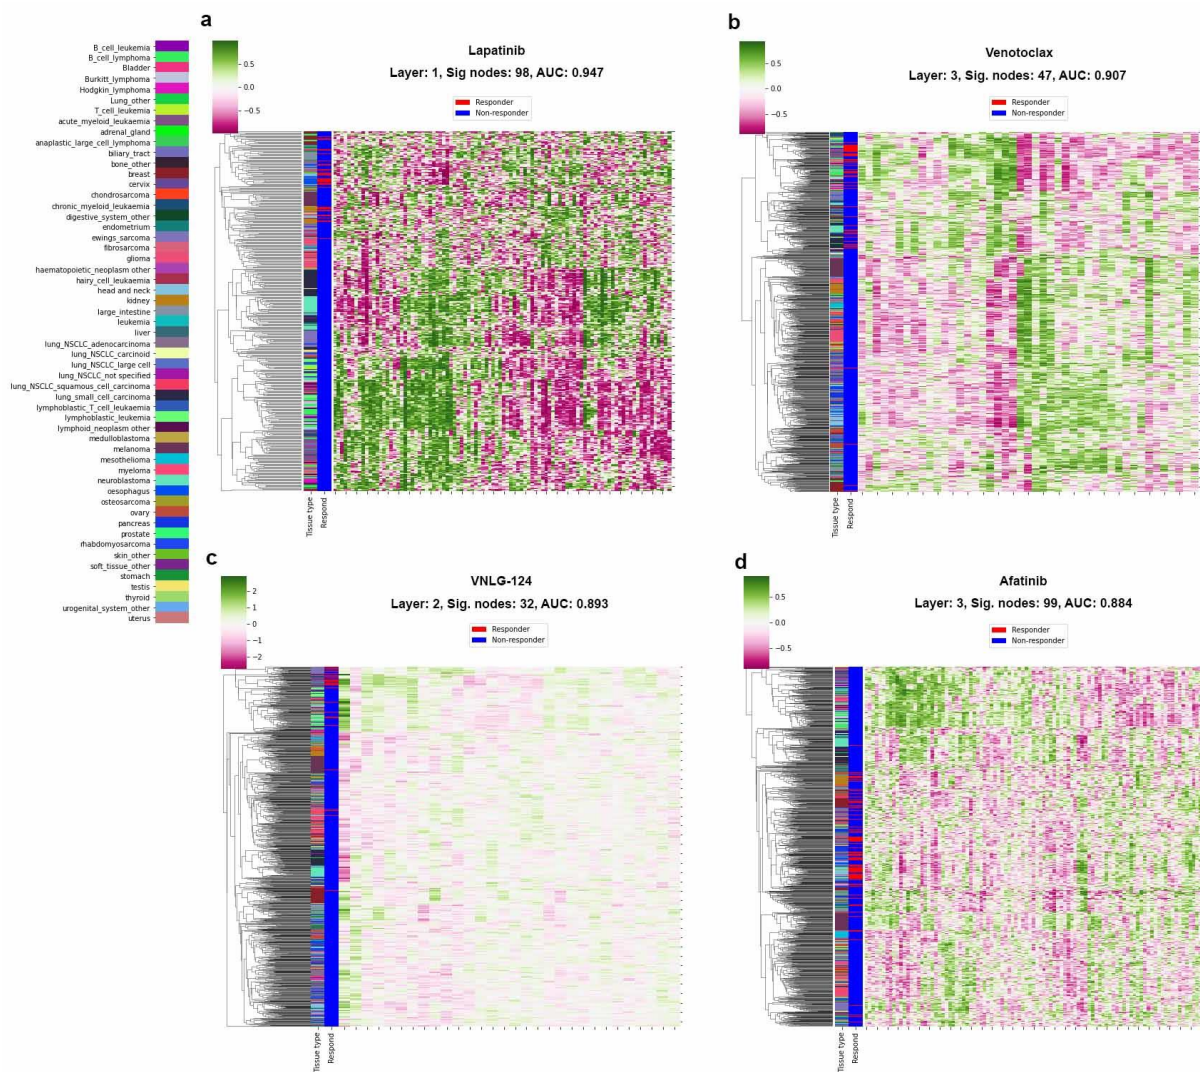 a
Lapatinib
Layer: 1, Sig nodes: 98, AUC: 0.947
Responder
Non-responder
0.5
0.0
−0.5
Tissue type
Respond
b
Venotoclax
Layer: 3, Sig. nodes: 47, AUC: 0.907
Responder
Non-responder
0.5
0.0
−0.5
Tissue type
Respond
B_cell_leukemia
B_cell_lymphoma
Bladder
Burkitt_lymphoma
Hodgkin_lymphoma
Lung_other
T_cell_leukemia
acute_myeloid_leukaemia
adrenal_gland
anaplastic_large_cell_lymphoma
biliary_tract
bone_other
breast
cervix
chondrosarcoma
chronic_myeloid_leukaemia
digestive_system_other
endometrium
ewings_sarcoma
fibrosarcoma
glioma
haematopoietic_neoplasm other
hairy_cell_leukaemia
head and neck
kidney
large_intestine
leukemia
liver
lung_NSCLC_adenocarcinoma
lung_NSCLC_carcinoid
lung_NSCLC_large cell
lung_NSCLC_not specified
lung_NSCLC_squamous_cell_carcinoma
lung_small_cell_carcinoma
lymphoblastic_T_cell_leukaemia
lymphoblastic_leukemia
lymphoid_neoplasm other
medulloblastoma
melanoma
mesothelioma
myeloma
neuroblastoma
oesophagus
osteosarcoma
ovary
pancreas
prostate
rhabdomyosarcoma
skin_other
soft_tissue_other
stomach
testis
thyroid
urogenital_system_other
uterus
c
VNLG-124
Layer: 2, Sig. nodes: 32, AUC: 0.893
Responder
Non-responder
2
1
0
−1
−2
Tissue type
Respond
d
Afatinib
Layer: 3, Sig. nodes: 99, AUC: 0.884
Responder
Non-responder
0.5
0.0
−0.5
Tissue type
Respond